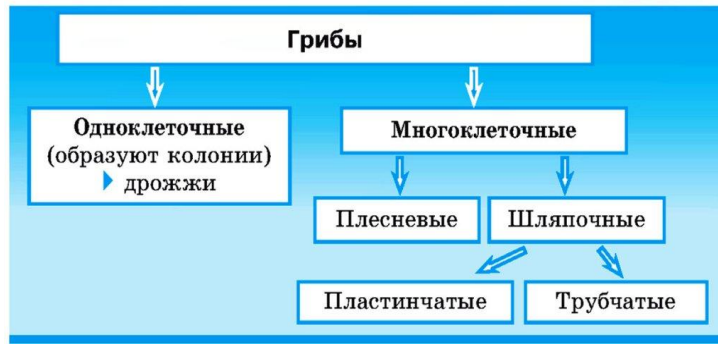 Грибы
Одноклеточные
(образуют колонии)
дрожжи
Многоклеточные
Плесневые
Шляпочные
Пластинчатые
Трубчатые